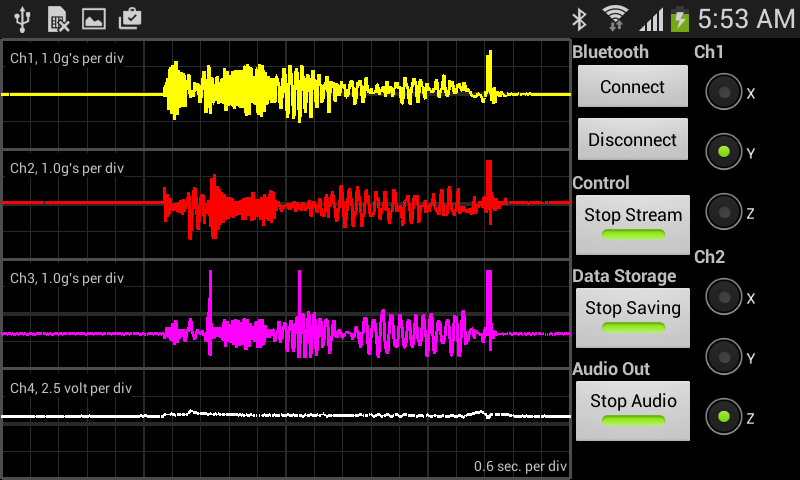 5:53 AM
Ch1, 1.0g's per div
Ch2, 1.0g's per div
Ch3, 1.0g's per div
Ch4, 2.5 volt per div
0.6 sec. per div
Bluetooth
Connect
Disconnect
Control
Stop Stream
Data Storage
Stop Saving
Audio Out
Stop Audio
Ch1
X
Y
Z
Ch2
X
Y
Z